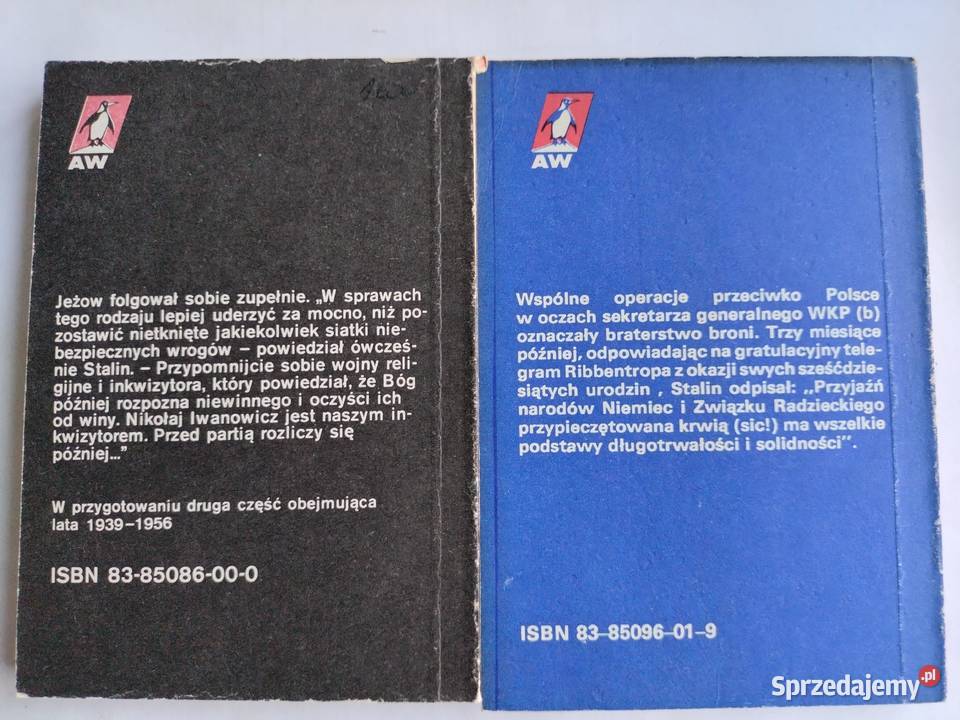 AW
Jeżow folgował sobie zupełnie. „W sprawach
tego rodzaju lepiej uderzyć za mocno, niż po-
zostawić nietknięte jakiekolwiek siatki nie-
bezpiecznych wrogów – powiedział ówcześ-
nie Stalin. – Przypomnijcie sobie wojny reli-
gijne i inkwizytora, który powiedział, że Bóg
później rozpozna niewinnego i oczyści ich
od winy. Nikołaj Iwanowicz jest naszym in-
kwizytorem. Przed partią rozliczy się
później..."
W przygotowaniu druga część obejmująca
lata 1939–1956
ISBN 83-85086-00-0
AW
Wspólne operacje przeciwko Polsce
w oczach sekretarza generalnego WKP (b)
oznaczały braterstwo broni. Trzy miesiące
później, odpowiadając na gratulacyjny tele-
gram Ribbentropa z okazji swych sześćdzie-
siątych urodzin , Stalin odpisał: „Przyjaźń
narodów Niemiec i Związku Radzieckiego
przypieczętowana krwią (sic!) ma wszelkie
podstawy długotrwałości i solidności".
ISBN 83-85096-01-9
Sprzedajemy.pl